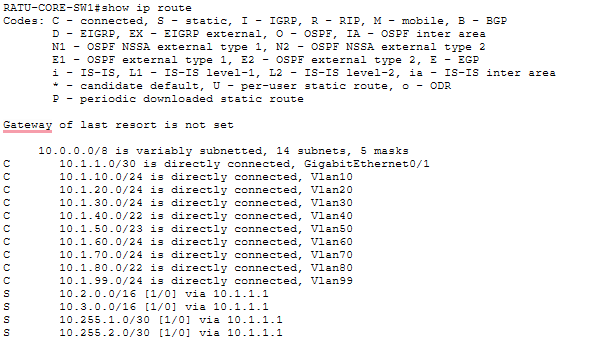 RATU-CORE-SW1#show ip route
Codes: C - connected, S - static, I - IGRP, R - RIP, M - mobile, B - BGP
D - EIGRP, EX - EIGRP external, O - OSPF, IA - OSPF inter area
N1 - OSPF NSSA external type 1, N2 - OSPF NSSA external type 2
E1 - OSPF external type 1, E2 - OSPF external type 2, E - EGP
i - IS-IS, L1 - IS-IS level-1, L2 - IS-IS level-2, ia - IS-IS inter area
* - candidate default, U - per-user static route, o - ODR
P - periodic downloaded static route
Gateway of last resort is not set
10.0.0.0/8 is variably subnetted, 14 subnets, 5 masks
C 10.1.1.0/30 is directly connected, GigabitEthernet0/1
C 10.1.10.0/24 is directly connected, Vlan10
C 10.1.20.0/24 is directly connected, Vlan20
C 10.1.30.0/24 is directly connected, Vlan30
C 10.1.40.0/22 is directly connected, Vlan40
C 10.1.50.0/23 is directly connected, Vlan50
C 10.1.60.0/24 is directly connected, Vlan60
C 10.1.70.0/24 is directly connected, Vlan70
C 10.1.80.0/22 is directly connected, Vlan80
C 10.1.99.0/24 is directly connected, Vlan99
S 10.2.0.0/16 [1/0] via 10.1.1.1
S 10.3.0.0/16 [1/0] via 10.1.1.1
S 10.255.1.0/30 [1/0] via 10.1.1.1
S 10.255.2.0/30 [1/0] via 10.1.1.1